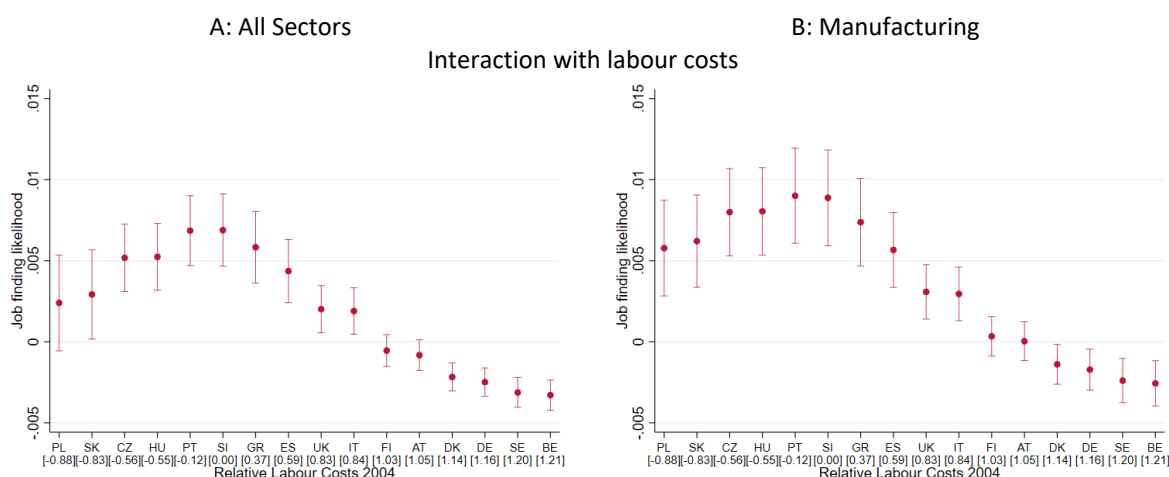 A: All Sectors
B: Manufacturing
Interaction with labour costs
Job finding likelihood
.015
.01
.005
0
-.005
PL SK CZ HU PT SI GR ES UK IT FI AT DK DE SE BE
[-0.88][-0.83][-0.56][-0.55][-0.12] [0.00] [0.37] [0.59] [0.83] [0.84] [1.03] [1.05] [1.14] [1.16] [1.20] [1.21]
Relative Labour Costs 2004
Job finding likelihood
.015
.01
.005
0
-.005
PL SK CZ HU PT SI GR ES UK IT FI AT DK DE SE BE
[-0.88][-0.83][-0.56][-0.55][-0.12] [0.00] [0.37] [0.59] [0.83] [0.84] [1.03] [1.05] [1.14] [1.16] [1.20] [1.21]
Relative Labour Costs 2004